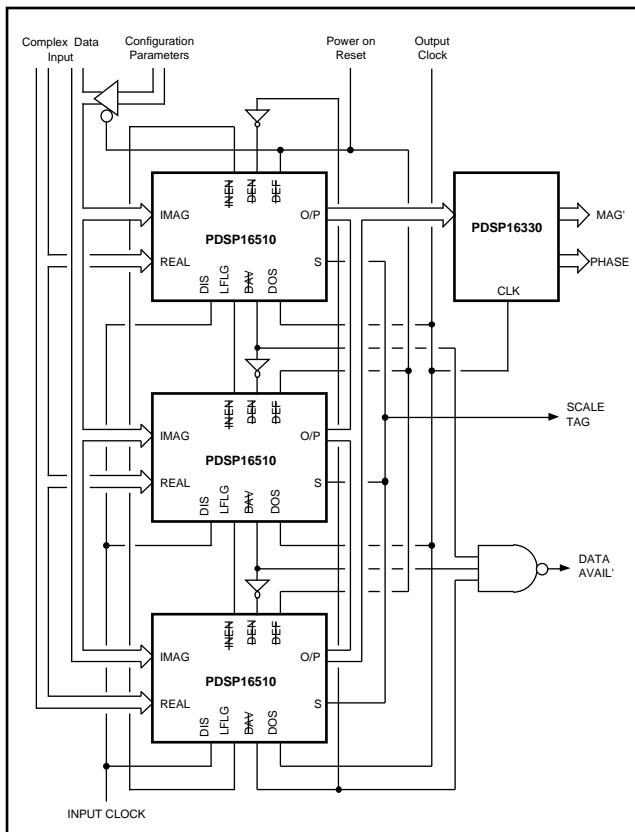 Complex Data
Input
Configuration
Parameters
Power on
Reset
Output
Clock
INEN DEN DEF
IMAG
O/P
PDSP16510
REAL
S
DIS LFLG DAV DOS
PDSP16330
CLK
MAG'
PHASE
INEN DEN DEF
IMAG
O/P
PDSP16510
REAL
S
DIS LFLG DAV DOS
SCALE
TAG
DATA
AVAIL'
INEN DEN DEF
IMAG
O/P
PDSP16510
REAL
S
DIS LFLG DAV DOS
INPUT CLOCK